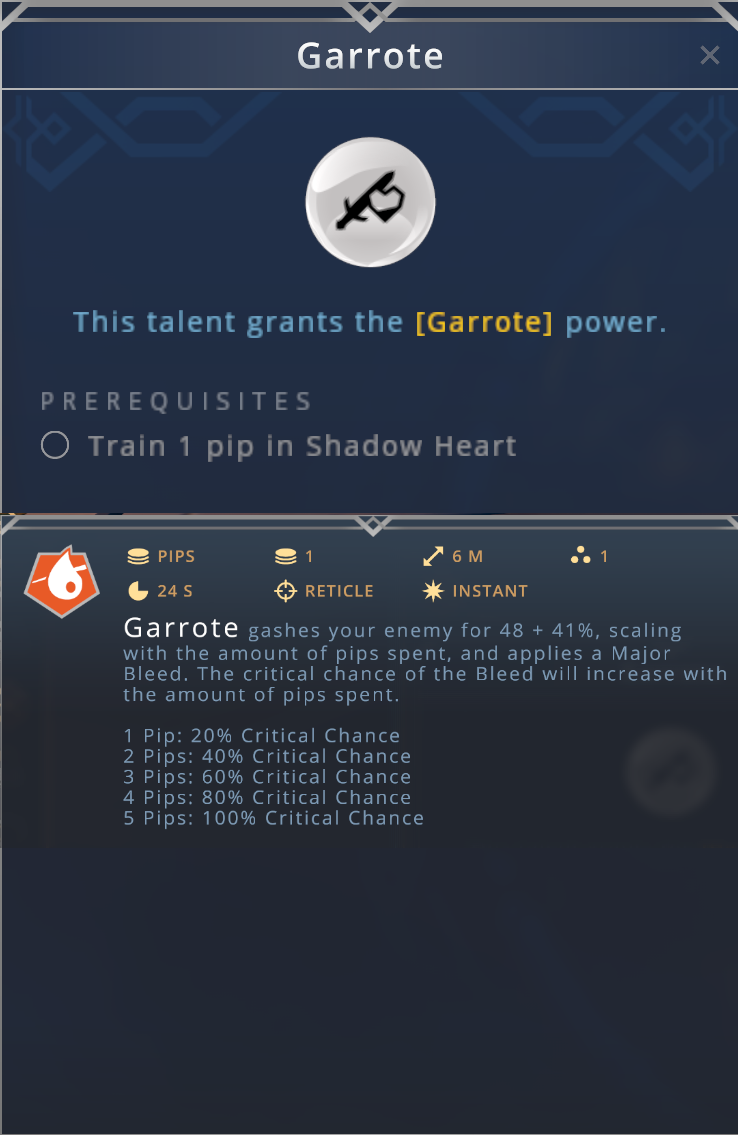 Garrote
This talent grants the [Garrote] power.
PREREQUISITES
Train 1 pip in Shadow Heart
PIPS 1 6 M 1
24 S RETICLE INSTANT
Garrote gashes your enemy for 48 + 41%, scaling
with the amount of pips spent, and applies a Major
Bleed. The critical chance of the Bleed will increase with
the amount of pips spent.
1 Pip: 20% Critical Chance
2 Pips: 40% Critical Chance
3 Pips: 60% Critical Chance
4 Pips: 80% Critical Chance
5 Pips: 100% Critical Chance